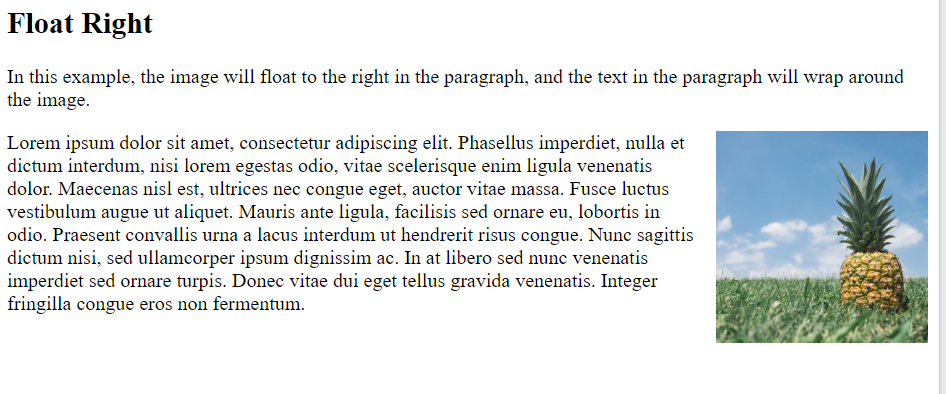 Float Right
In this example, the image will float to the right in the paragraph, and the text in the paragraph will wrap around
the image.
Lorem ipsum dolor sit amet, consectetur adipiscing elit. Phasellus imperdiet, nulla et
dictum interdum, nisi lorem egestas odio, vitae scelerisque enim ligula venenatis
dolor. Maecenas nisl est, ultrices nec congue eget, auctor vitae massa. Fusce luctus
vestibulum augue ut aliquet. Mauris ante ligula, facilisis sed ornare eu, lobortis in
odio. Praesent convallis urna a lacus interdum ut hendrerit risus congue. Nunc sagittis
dictum nisi, sed ullamcorper ipsum dignissim ac. In at libero sed nunc venenatis
imperdiet sed ornare turpis. Donec vitae dui eget tellus gravida venenatis. Integer
fringilla congue eros non fermentum.